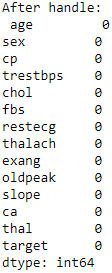 After handle:
 age         0
sex         0
cp          0
trestbps    0
chol        0
fbs         0
restecg     0
thalach     0
exang       0
oldpeak     0
slope       0
ca          0
thal        0
target      0
dtype: int64